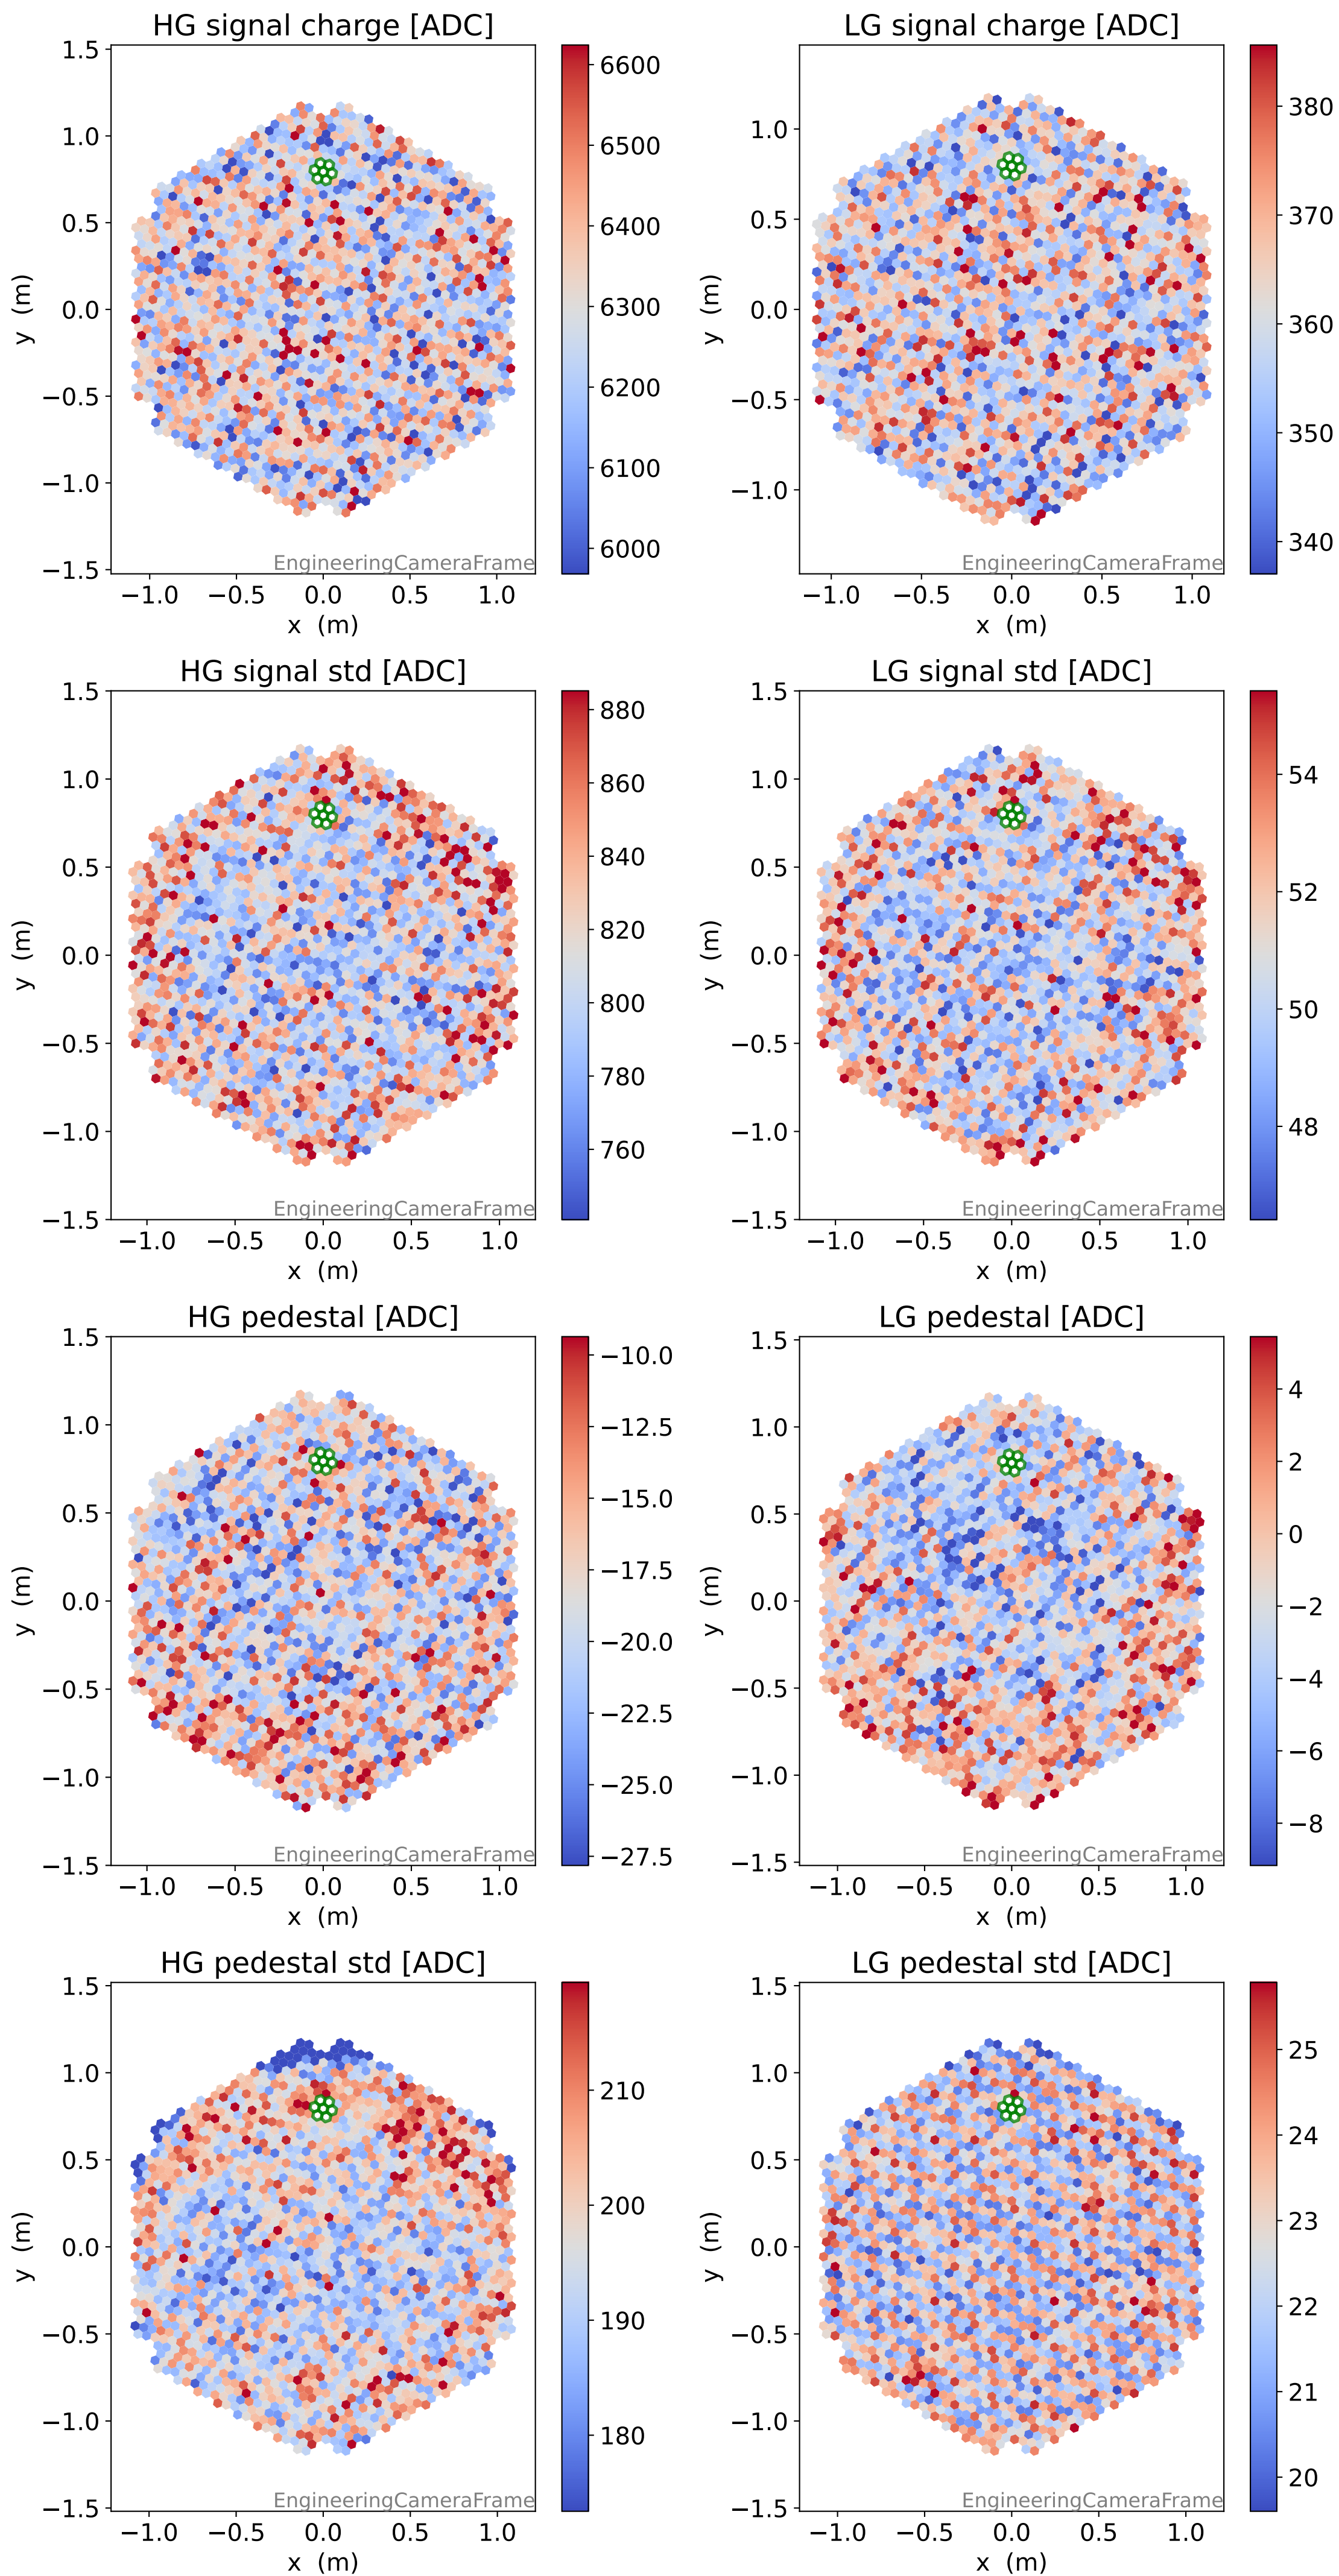 HG signal charge [ADC]
1.5
1.0
0.5
0.0
−0.5
−1.0
−1.5
y (m)
−1.0 −0.5 0.0 0.5 1.0
x (m)
EngineeringCameraFrame
6600
6500
6400
6300
6200
6100
6000
LG signal charge [ADC]
1.0
0.5
0.0
−0.5
−1.0
y (m)
−1.0 −0.5 0.0 0.5 1.0
x (m)
EngineeringCameraFrame
380
370
360
350
340
HG signal std [ADC]
1.5
1.0
0.5
0.0
−0.5
−1.0
−1.5
y (m)
−1.0 −0.5 0.0 0.5 1.0
x (m)
EngineeringCameraFrame
880
860
840
820
800
780
760
LG signal std [ADC]
1.5
1.0
0.5
0.0
−0.5
−1.0
−1.5
y (m)
−1.0 −0.5 0.0 0.5 1.0
x (m)
EngineeringCameraFrame
54
52
50
48
HG pedestal [ADC]
1.5
1.0
0.5
0.0
−0.5
−1.0
−1.5
y (m)
−1.0 −0.5 0.0 0.5 1.0
x (m)
EngineeringCameraFrame
−10.0
−12.5
−15.0
−17.5
−20.0
−22.5
−25.0
−27.5
LG pedestal [ADC]
1.5
1.0
0.5
0.0
−0.5
−1.0
−1.5
y (m)
−1.0 −0.5 0.0 0.5 1.0
x (m)
EngineeringCameraFrame
4
2
0
−2
−4
−6
−8
HG pedestal std [ADC]
1.5
1.0
0.5
0.0
−0.5
−1.0
−1.5
y (m)
−1.0 −0.5 0.0 0.5 1.0
x (m)
EngineeringCameraFrame
210
200
190
180
LG pedestal std [ADC]
1.5
1.0
0.5
0.0
−0.5
−1.0
−1.5
y (m)
−1.0 −0.5 0.0 0.5 1.0
x (m)
EngineeringCameraFrame
25
24
23
22
21
20